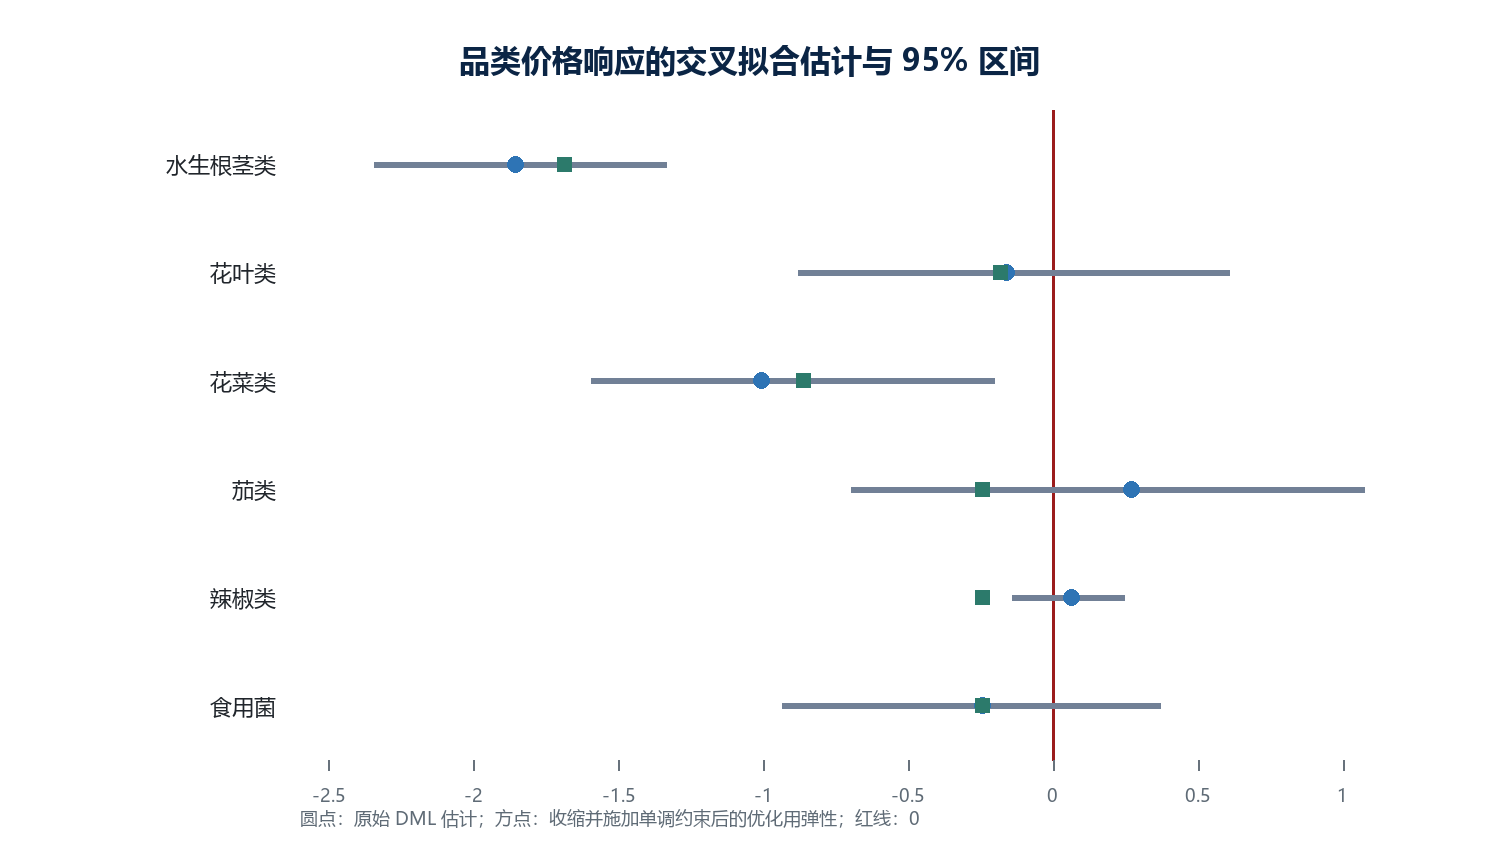 品类价格响应的交叉拟合估计与 95% 区间
水生根茎类
花叶类
花菜类
茄类
辣椒类
食用菌
-2.5 -2 -1.5 -1 -0.5 0 0.5 1
圆点：原始 DML 估计；方点：收缩并施加单调约束后的优化用弹性；红线：0